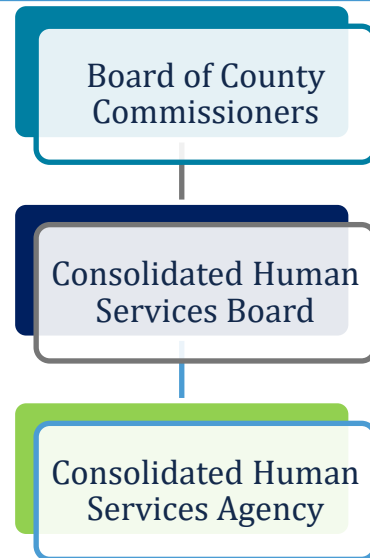 Board of County
Commissioners
Consolidated Human
Services Board
Consolidated Human
Services Agency